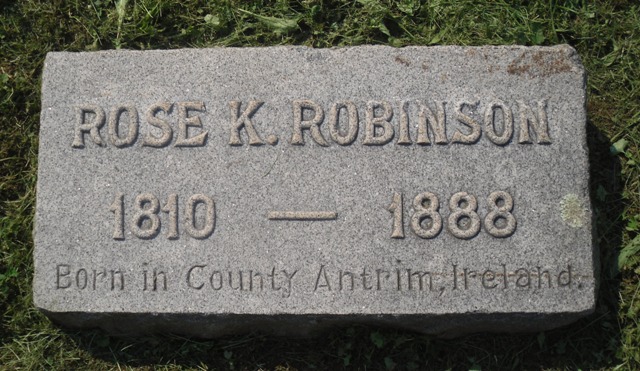 ROSE K. ROBINSON
1810 — 1888
Born in County Antrim, Ireland.